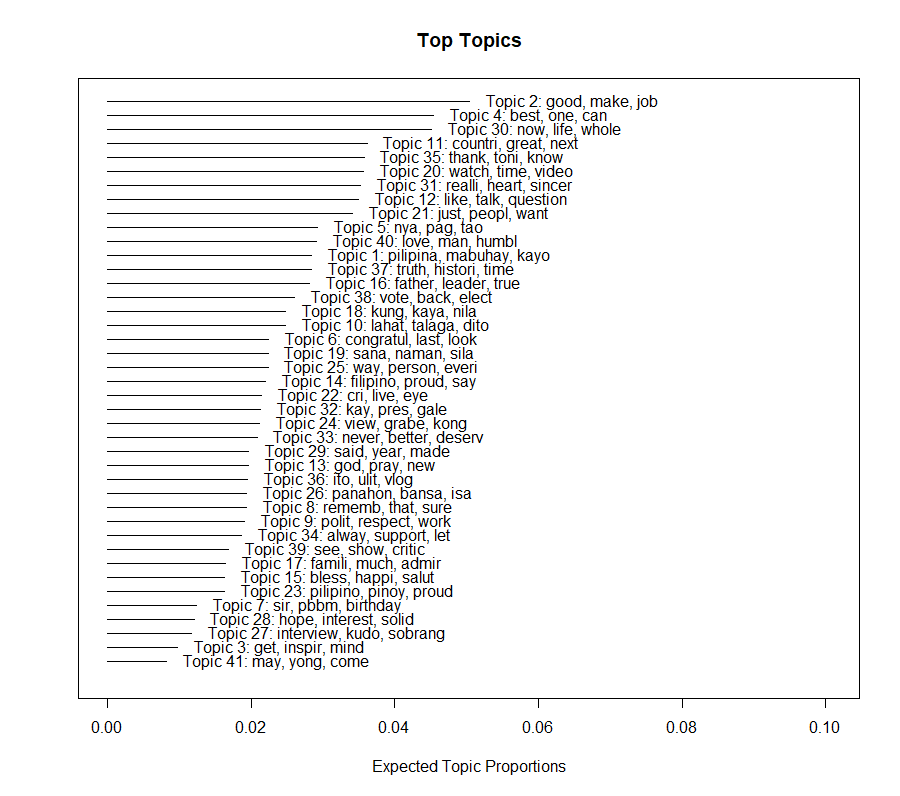 Top Topics
Topic 2: good, make, job
Topic 4: best, one, can
Topic 30: now, life, whole
Topic 11: countri, great, next
Topic 35: thank, toni, know
Topic 20: watch, time, video
Topic 31: realli, heart, sincer
Topic 12: like, talk, question
Topic 21: just, peopl, want
Topic 5: nya, pag, tao
Topic 40: love, man, humbl
Topic 1: pilipina, mabuhay, kayo
Topic 37: truth, histori, time
Topic 16: father, leader, true
Topic 38: vote, back, elect
Topic 18: kung, kaya, nila
Topic 10: lahat, talaga, dito
Topic 6: congratul, last, look
Topic 19: sana, naman, sila
Topic 25: way, person, everi
Topic 14: filipino, proud, say
Topic 22: cri, live, eye
Topic 32: kay, pres, gale
Topic 24: view, grabe, kong
Topic 33: never, better, deserv
Topic 29: said, year, made
Topic 13: god, pray, new
Topic 36: ito, ulit, vlog
Topic 26: panahon, bansa, isa
Topic 8: rememb, that, sure
Topic 9: polit, respect, work
Topic 34: alway, support, let
Topic 39: see, show, critic
Topic 17: famili, much, admir
Topic 15: bless, happi, salut
Topic 23: pilipino, pinoy, proud
Topic 7: sir, pbbm, birthday
Topic 28: hope, interest, solid
Topic 27: interview, kudo, sobrang
Topic 3: get, inspir, mind
Topic 41: may, yong, come
0.00 0.02 0.04 0.06 0.08 0.10
Expected Topic Proportions